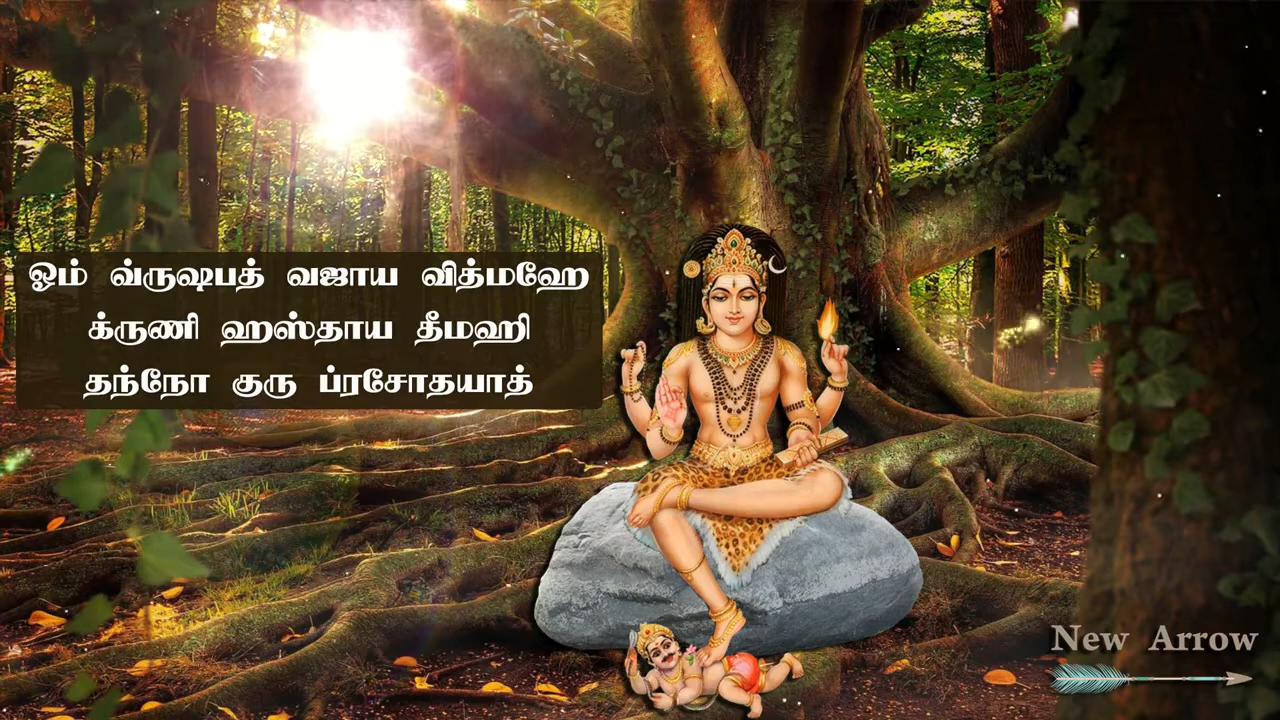 ஓம் வ்ருஷபத் வஜாய வித்மஹே
க்ருணி ஹஸ்தாய தீமஹி
தந்நோ குரு ப்ரசோதயாத்
New Arrow